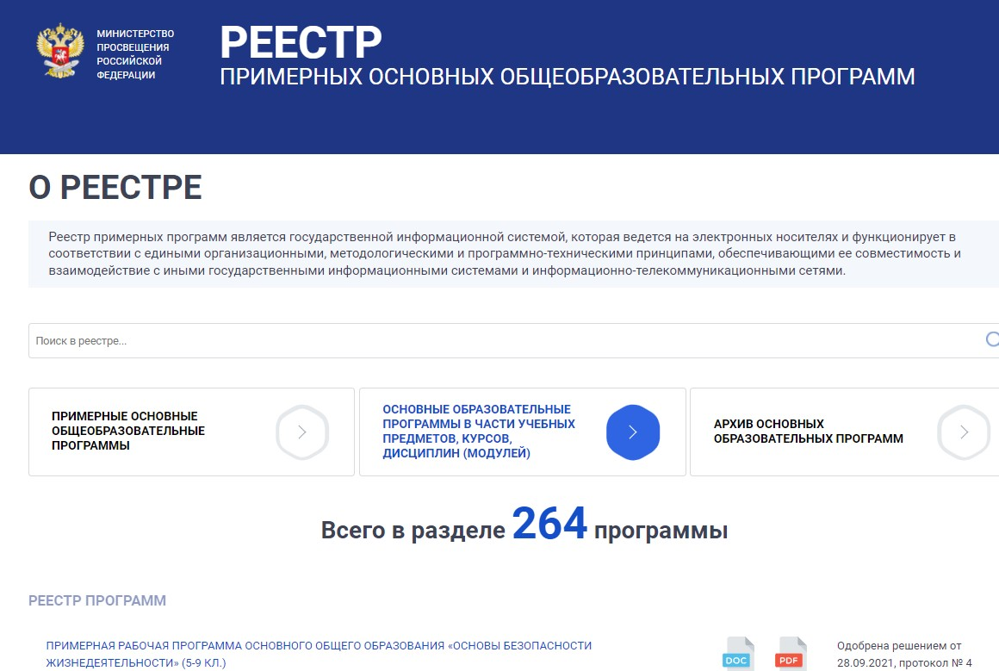 МИНИСТЕРСТВО
ПРОСВЕЩЕНИЯ
РОССИЙСКОЙ
ФЕДЕРАЦИИ
РЕЕСТР
ПРИМЕРНЫХ ОСНОВНЫХ ОБЩЕОБРАЗОВАТЕЛЬНЫХ ПРОГРАММ
О РЕЕСТРЕ
Реестр примерных программ является государственной информационной системой, которая ведется на электронных носителях и функционирует в
соответствии с едиными организационными, методологическими и программно-техническими принципами, обеспечивающими ее совместимость и
взаимодействие с иными государственными информационными системами и информационно-телекоммуникационными сетями.
Поиск в реестре...
ПРИМЕРНЫЕ ОСНОВНЫЕ
ОБЩЕОБРАЗОВАТЕЛЬНЫЕ
ПРОГРАММЫ
ОСНОВНЫЕ ОБРАЗОВАТЕЛЬНЫЕ
ПРОГРАММЫ В ЧАСТИ УЧЕБНЫХ
ПРЕДМЕТОВ, КУРСОВ,
ДИСЦИПЛИН (МОДУЛЕЙ)
АРХИВ ОСНОВНЫХ
ОБРАЗОВАТЕЛЬНЫХ ПРОГРАММ
Всего в разделе 264 программы
РЕЕСТР ПРОГРАММ
ПРИМЕРНАЯ РАБОЧАЯ ПРОГРАММА ОСНОВНОГО ОБЩЕГО ОБРАЗОВАНИЯ «ОСНОВЫ БЕЗОПАСНОСТИ
ЖИЗНЕДЕЯТЕЛЬНОСТИ» (5-9 КЛ.)
DOC
PDF
Одобрена решением от
28.09.2021, протокол № 4